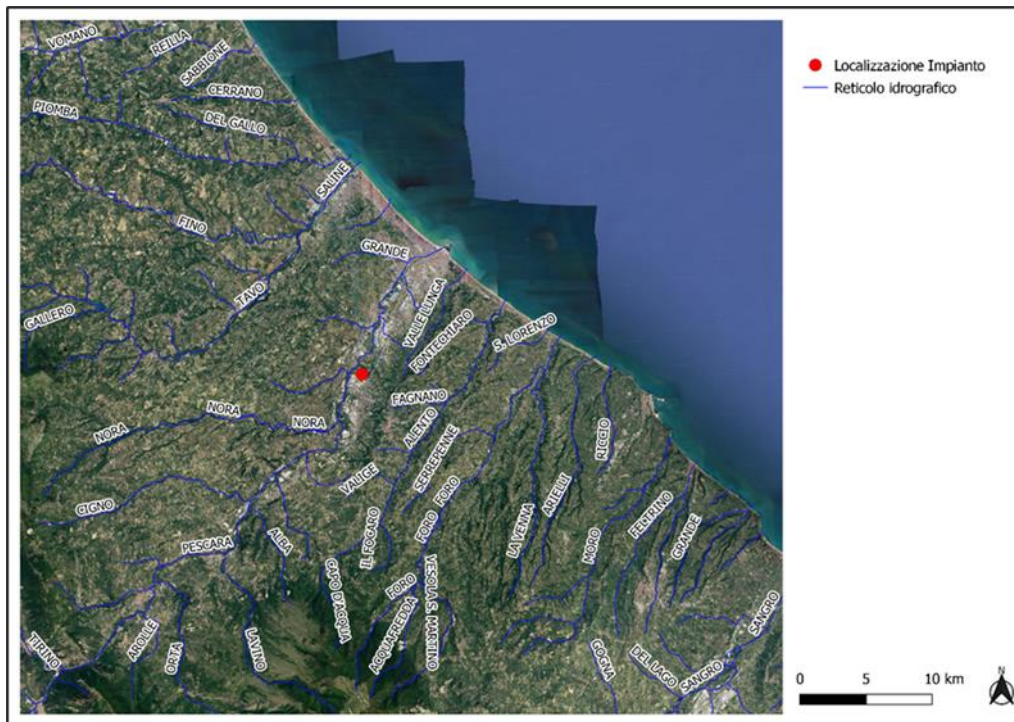 VOMANO
REILLA
SABBIONE
CERRANO
PIOMBA
DEL GALLO
SALINE
FINO
GRANDE
TAVO
GALLERO
VALLE LUNGA
FONTECHIARO
S. LORENZO
FAGNANO
NORA
NORA
NORA
ALENTO
SERREPENNE
RICCIO
VALIGE
FORO
CIGNO
ARIELLI
LA VENNA
FELTRINO
MORO
GRANDE
PESCARA
ALBA
IL FOCARO
FORO
CAPO D'ACQUA
FORO
VESOLA S. MARTINO
ACQUAFREDDA
TIRINO
AROLLE
ORTA
LAVINO
GOGNA
DEL LAGO
SANGRO
SANGRO
Localizzazione Impianto
Reticolo idrografico
0 5 10 km
N